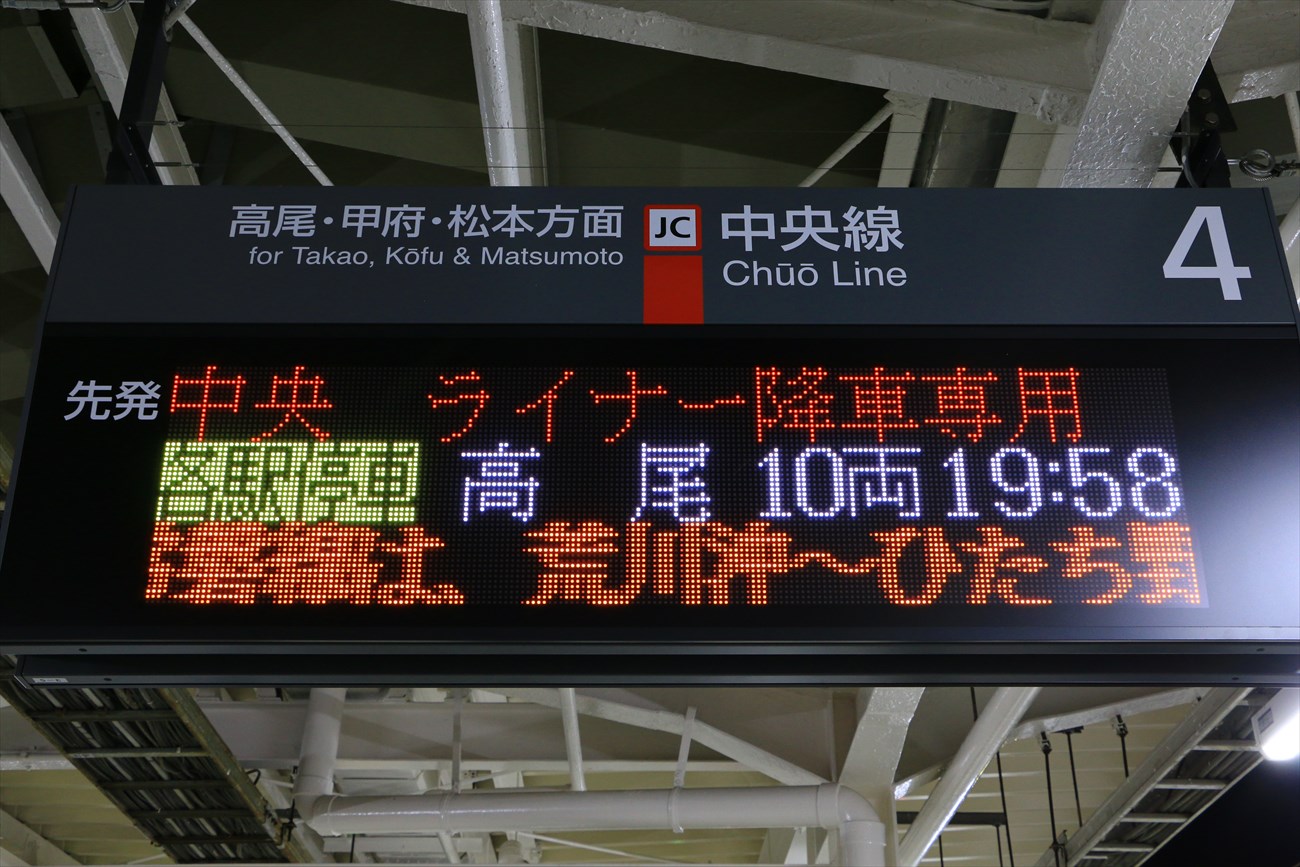 高尾・甲府・松本方面
for Takao, Kōfu & Matsumoto
JC
中央線
Chūō Line
4
先発
中央 ライナー降車専用
各駅停車 高尾 10両 19:58
は、荒川沖〜ひたち野